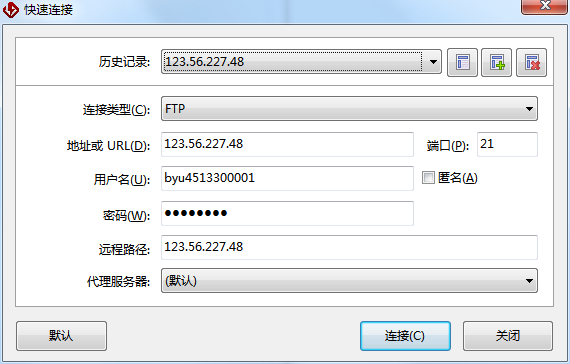 快速连接
历史记录: 123.56.227.48
连接类型(C): FTP
地址或 URL(D): 123.56.227.48 端口(P): 21
用户名(U): byu4513300001 匿名(A)
密码(W): ●●●●●●●●
远程路径: 123.56.227.48
代理服务器: (默认)
默认 连接(C) 关闭